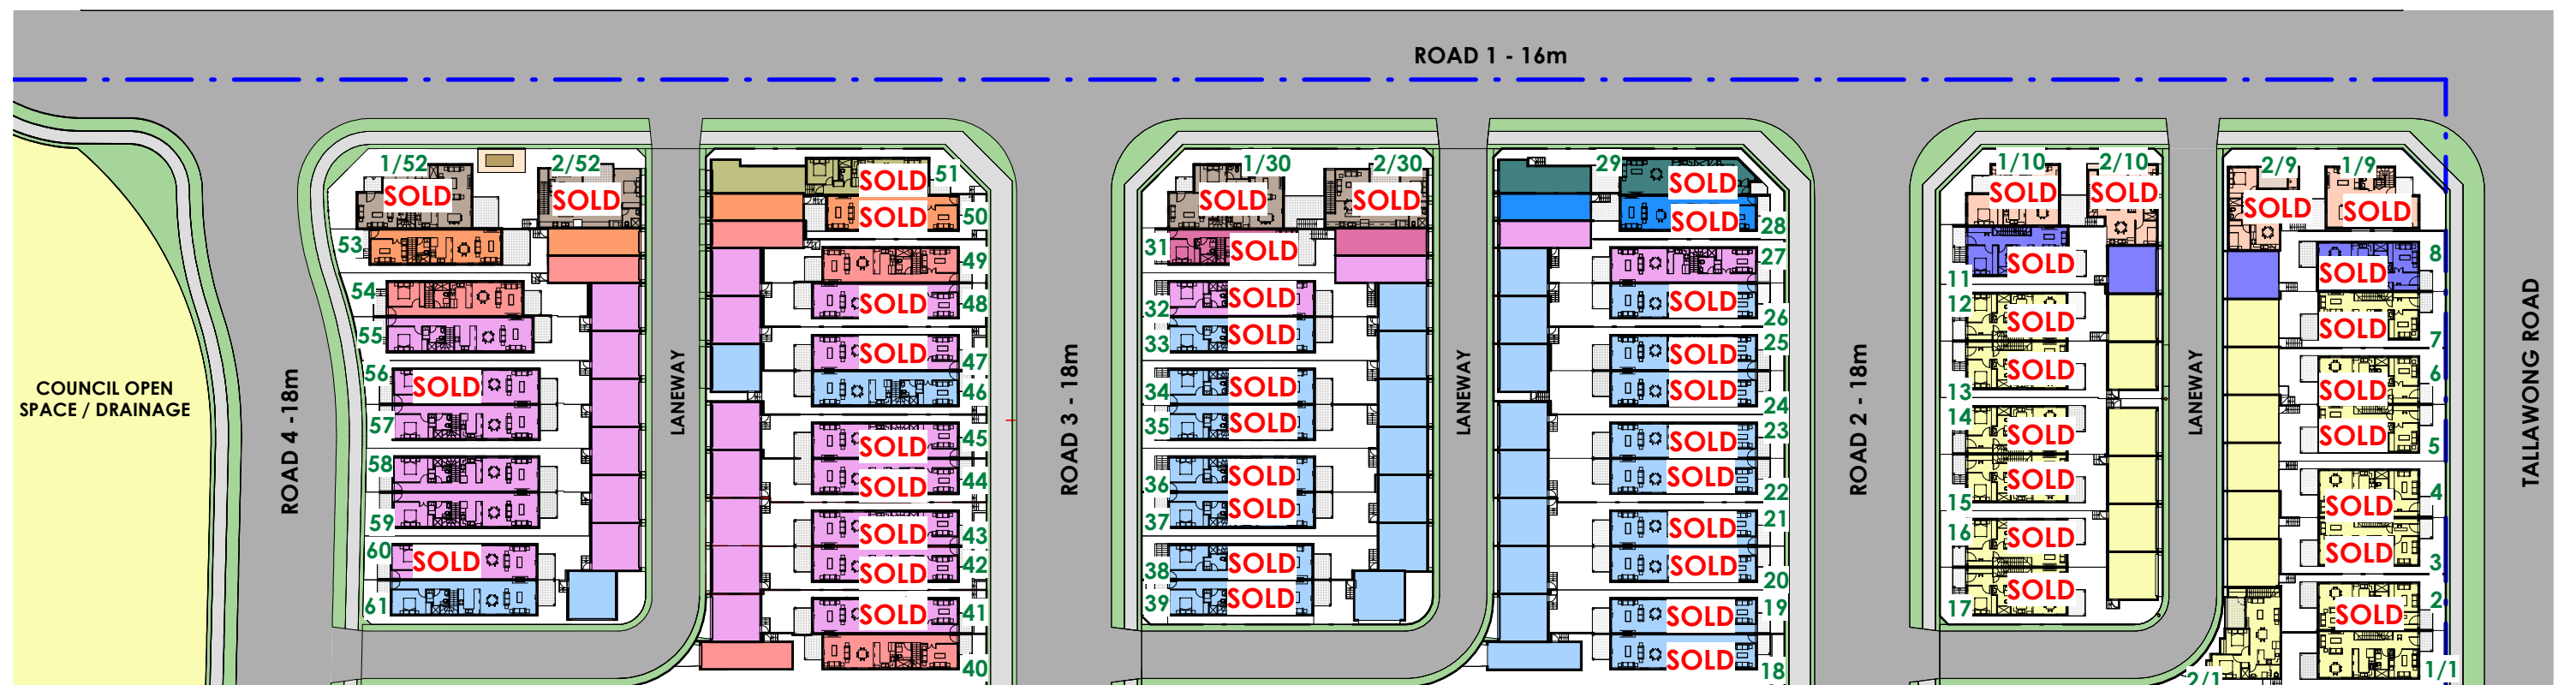 ROAD 1 - 16m
COUNCIL OPEN
SPACE / DRAINAGE
ROAD 4 -18m
1/52
SOLD
2/52
SOLD
53
54
55
56
SOLD
57
58
59
60
SOLD
61
LANEWAY
51
SOLD
50
SOLD
49
SOLD
48
SOLD
47
SOLD
46
45
SOLD
44
SOLD
43
SOLD
42
SOLD
41
SOLD
40
ROAD 3 - 18m
1/30
SOLD
2/30
SOLD
31
SOLD
32
SOLD
33
SOLD
34
SOLD
35
SOLD
36
SOLD
37
SOLD
38
SOLD
39
SOLD
LANEWAY
29
SOLD
28
SOLD
27
26
SOLD
25
SOLD
24
SOLD
23
SOLD
22
SOLD
21
SOLD
20
SOLD
19
SOLD
18
SOLD
ROAD 2 - 18m
1/10
SOLD
2/10
SOLD
11
SOLD
12
SOLD
13
SOLD
14
SOLD
15
SOLD
16
SOLD
17
SOLD
LANEWAY
2/9
SOLD
1/9
SOLD
8
SOLD
7
SOLD
6
SOLD
5
SOLD
4
SOLD
3
SOLD
2
SOLD
1/1
2/1
TALLAWONG ROAD